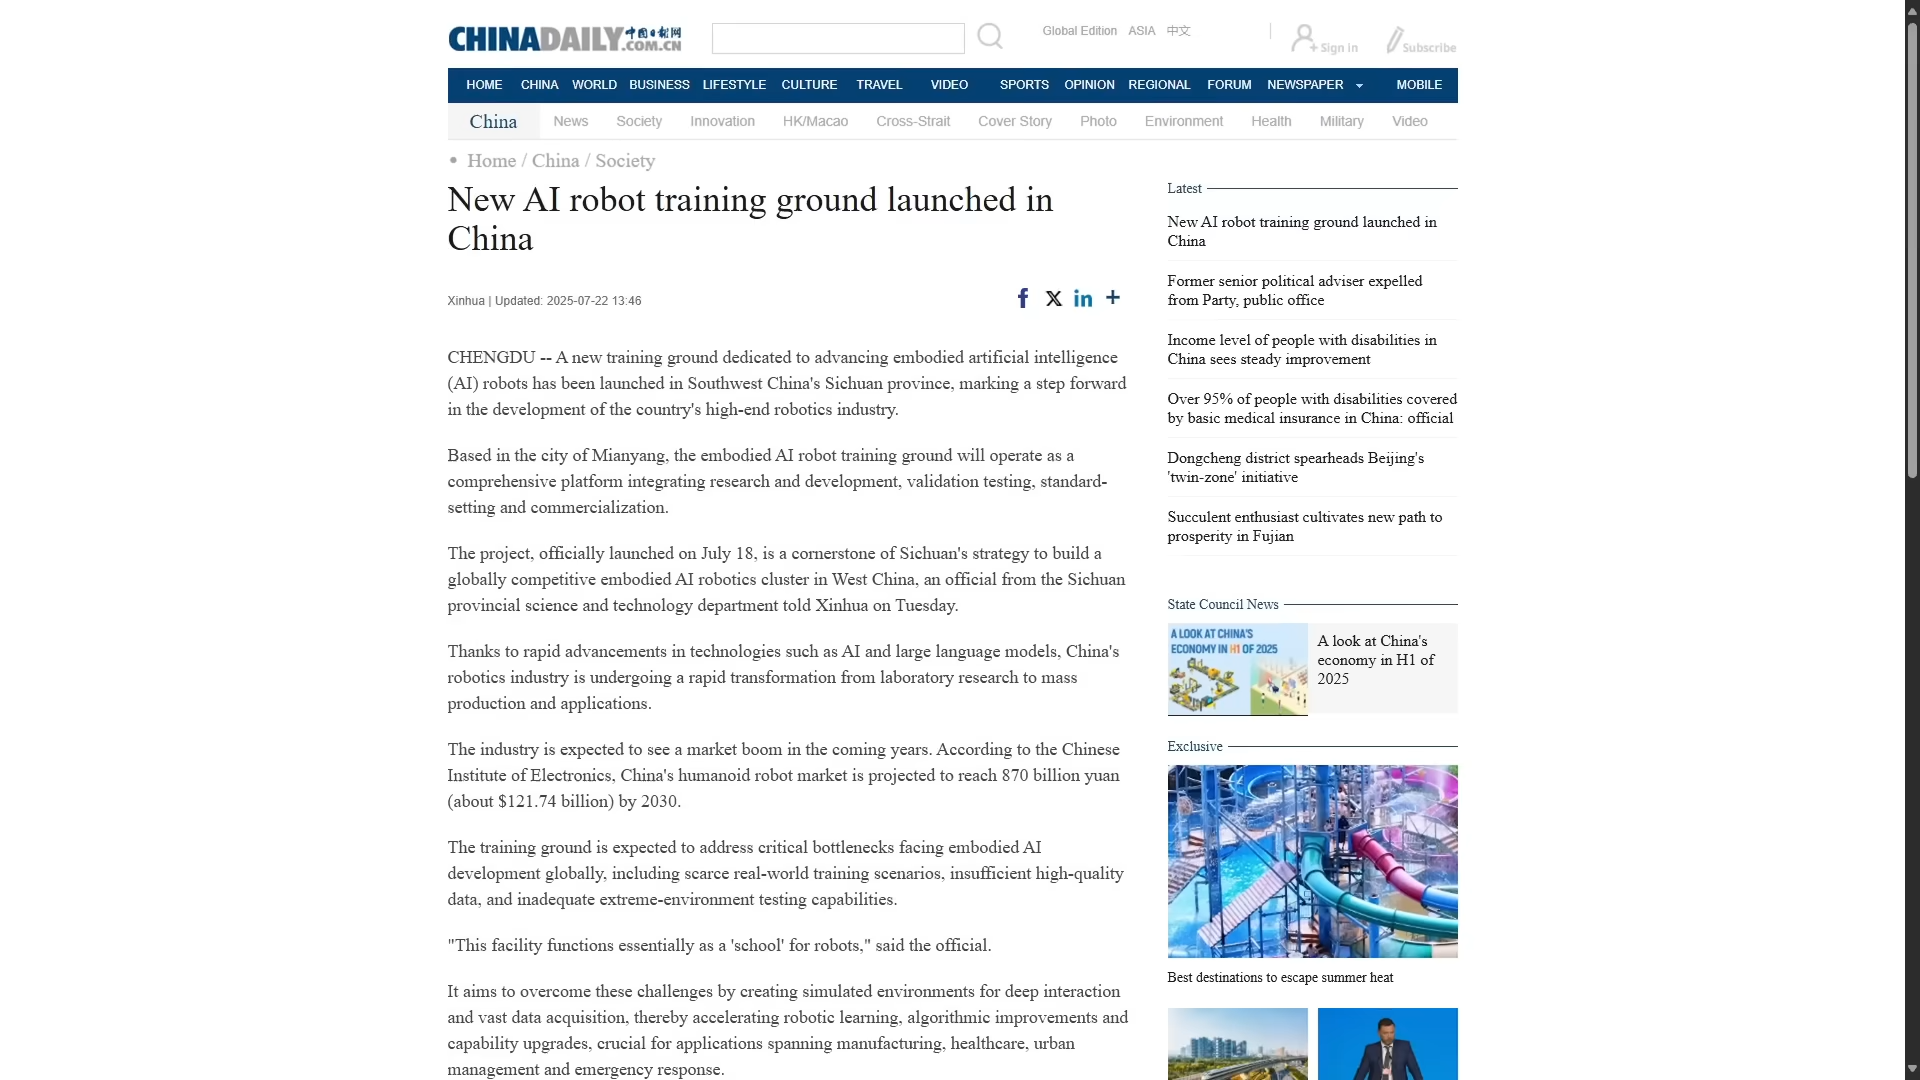 CHINADAILY中国日报网
.COM.CN
Global Edition ASIA 中文
Sign in
Subscribe
HOME CHINA WORLD BUSINESS LIFESTYLE CULTURE TRAVEL VIDEO SPORTS OPINION REGIONAL FORUM NEWSPAPER MOBILE
China News Society Innovation HK/Macao Cross-Strait Cover Story Photo Environment Health Military Video
• Home / China / Society
New AI robot training ground launched in
China
Xinhua | Updated: 2025-07-22 13:46
CHENGDU -- A new training ground dedicated to advancing embodied artificial intelligence
(AI) robots has been launched in Southwest China's Sichuan province, marking a step forward
in the development of the country's high-end robotics industry.
Based in the city of Mianyang, the embodied AI robot training ground will operate as a
comprehensive platform integrating research and development, validation testing, standard-
setting and commercialization.
The project, officially launched on July 18, is a cornerstone of Sichuan's strategy to build a
globally competitive embodied AI robotics cluster in West China, an official from the Sichuan
provincial science and technology department told Xinhua on Tuesday.
Thanks to rapid advancements in technologies such as AI and large language models, China's
robotics industry is undergoing a rapid transformation from laboratory research to mass
production and applications.
The industry is expected to see a market boom in the coming years. According to the Chinese
Institute of Electronics, China's humanoid robot market is projected to reach 870 billion yuan
(about $121.74 billion) by 2030.
The training ground is expected to address critical bottlenecks facing embodied AI
development globally, including scarce real-world training scenarios, insufficient high-quality
data, and inadequate extreme-environment testing capabilities.
"This facility functions essentially as a 'school' for robots," said the official.
It aims to overcome these challenges by creating simulated environments for deep interaction
and vast data acquisition, thereby accelerating robotic learning, algorithmic improvements and
capability upgrades, crucial for applications spanning manufacturing, healthcare, urban
management and emergency response.
Latest
New AI robot training ground launched in
China
Former senior political adviser expelled
from Party, public office
Income level of people with disabilities in
China sees steady improvement
Over 95% of people with disabilities covered
by basic medical insurance in China: official
Dongcheng district spearheads Beijing's
'twin-zone' initiative
Succulent enthusiast cultivates new path to
prosperity in Fujian
State Council News
A LOOK AT CHINA'S
ECONOMY IN H1 OF 2025
A look at China's
economy in H1 of
2025
Exclusive
Best destinations to escape summer heat